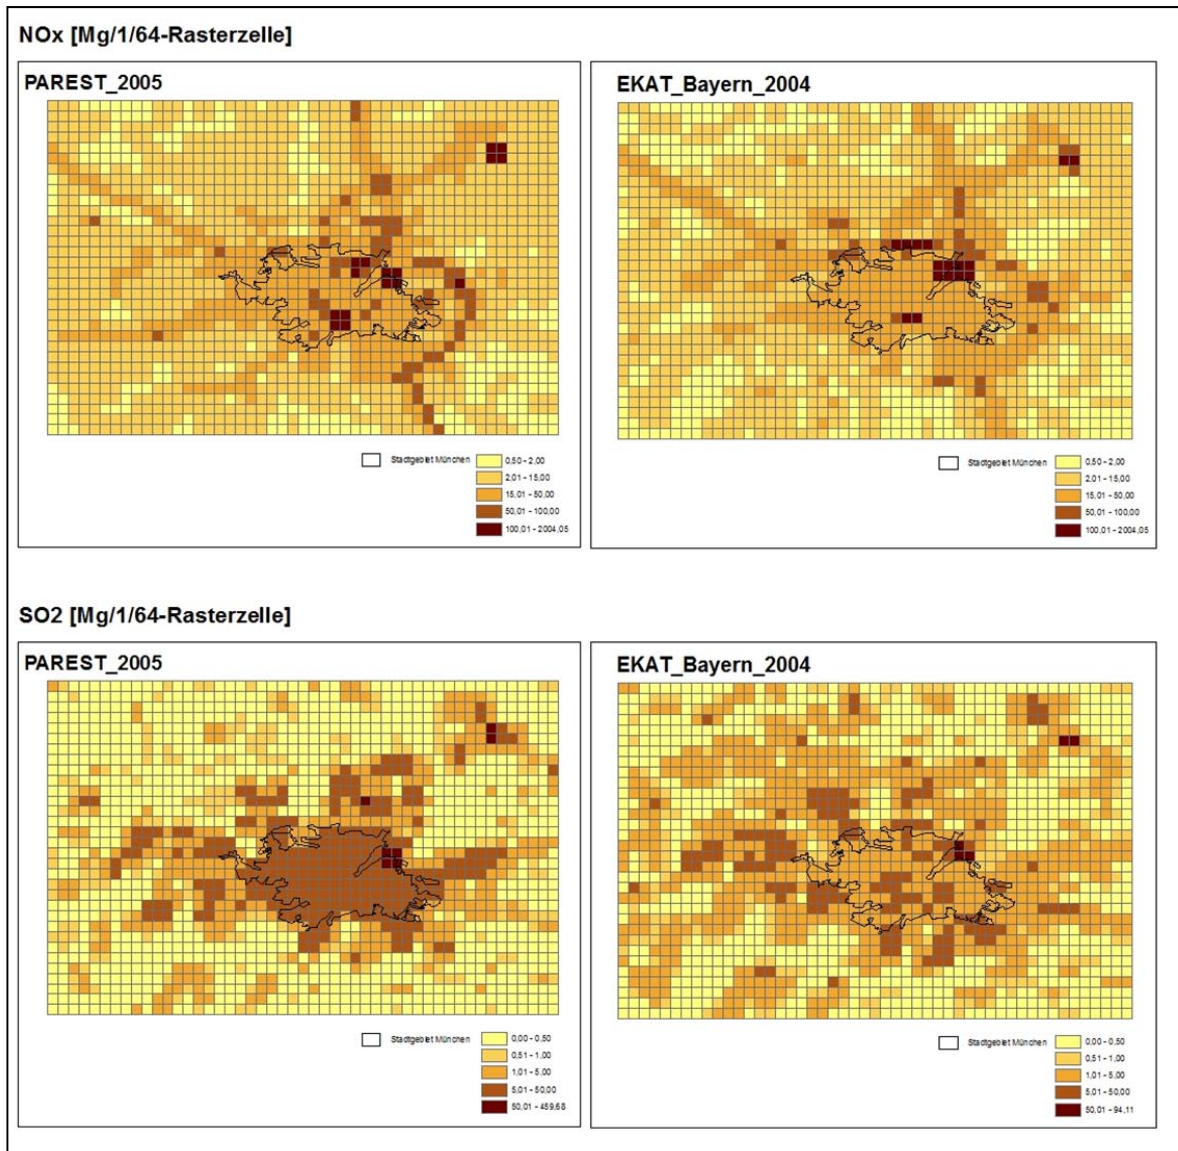 NOx [Mg/1/64-Rasterzelle]
PAREST_2005
Stadtgebiet München
0,50 - 2,00
2,01 - 15,00
15,01 - 50,00
50,01 - 100,00
100,01 - 2004,05
EKAT_Bayern_2004
Stadtgebiet München
0,50 - 2,00
2,01 - 15,00
15,01 - 50,00
50,01 - 100,00
100,01 - 2004,05
SO2 [Mg/1/64-Rasterzelle]
PAREST_2005
Stadtgebiet München
0,00 - 0,50
0,51 - 1,00
1,01 - 5,00
5,01 - 50,00
50,01 - 459,68
EKAT_Bayern_2004
Stadtgebiet München
0,00 - 0,50
0,51 - 1,00
1,01 - 5,00
5,01 - 50,00
50,01 - 94,11